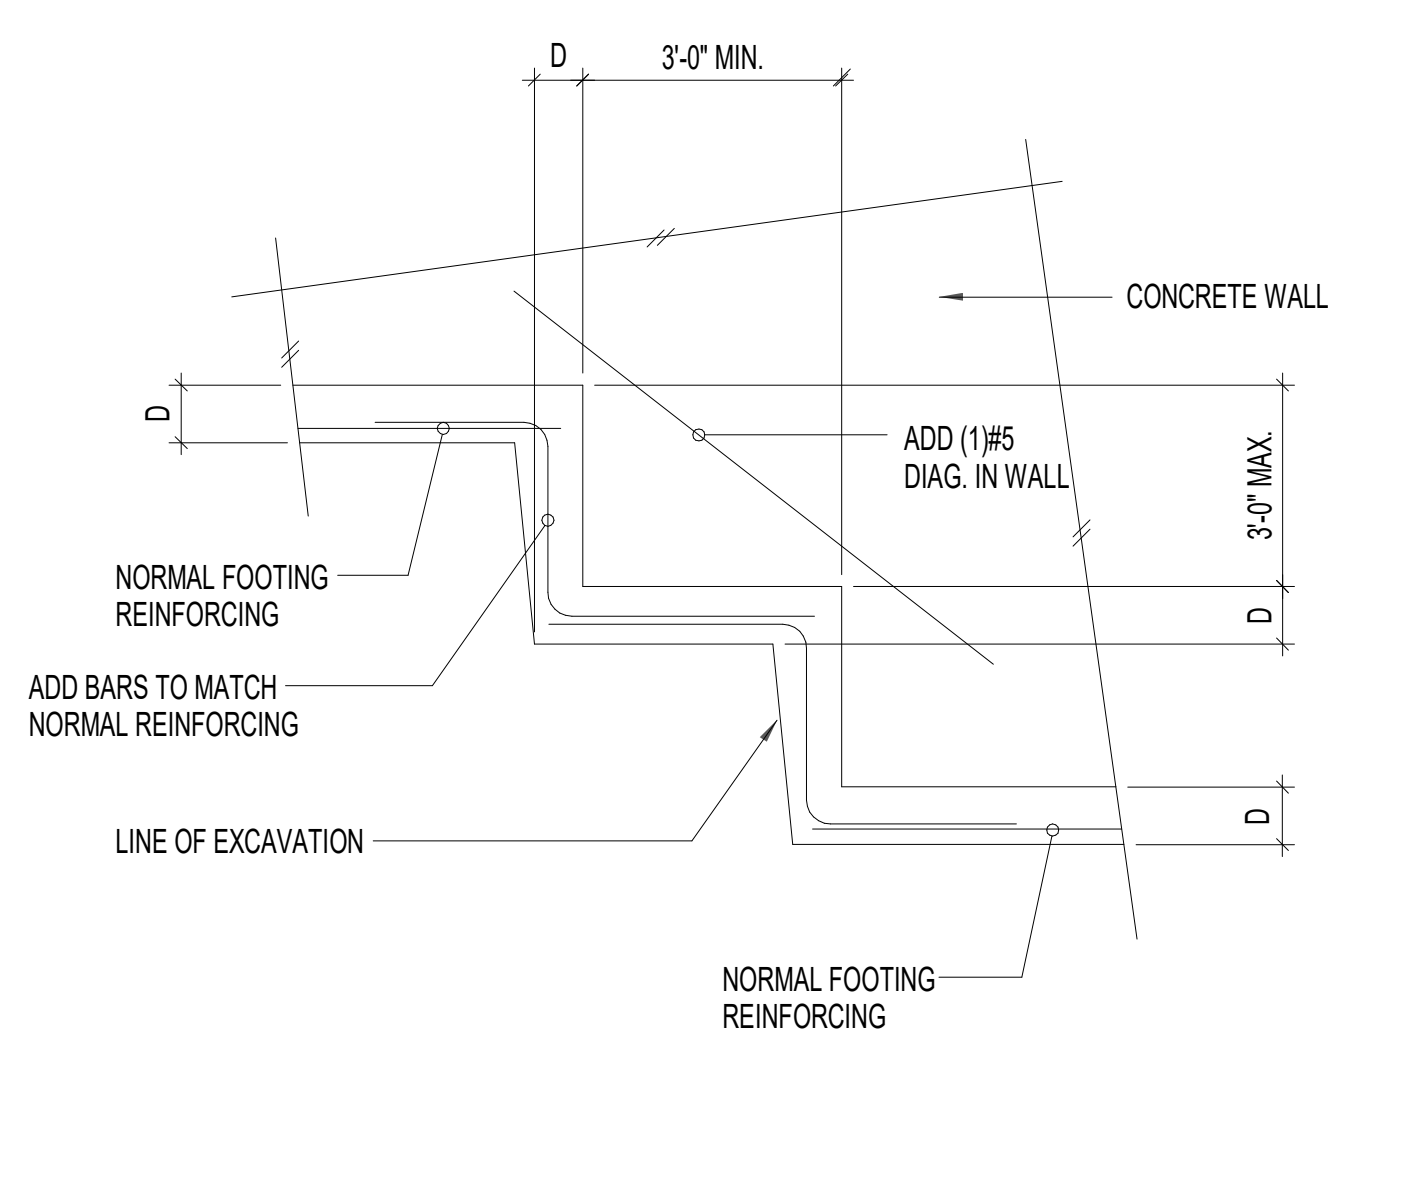 D
3'-0" MIN.
CONCRETE WALL
D
ADD (1)#5
DIAG. IN WALL
3'-0" MAX.
NORMAL FOOTING
REINFORCING
D
ADD BARS TO MATCH
NORMAL REINFORCING
D
LINE OF EXCAVATION
NORMAL FOOTING
REINFORCING